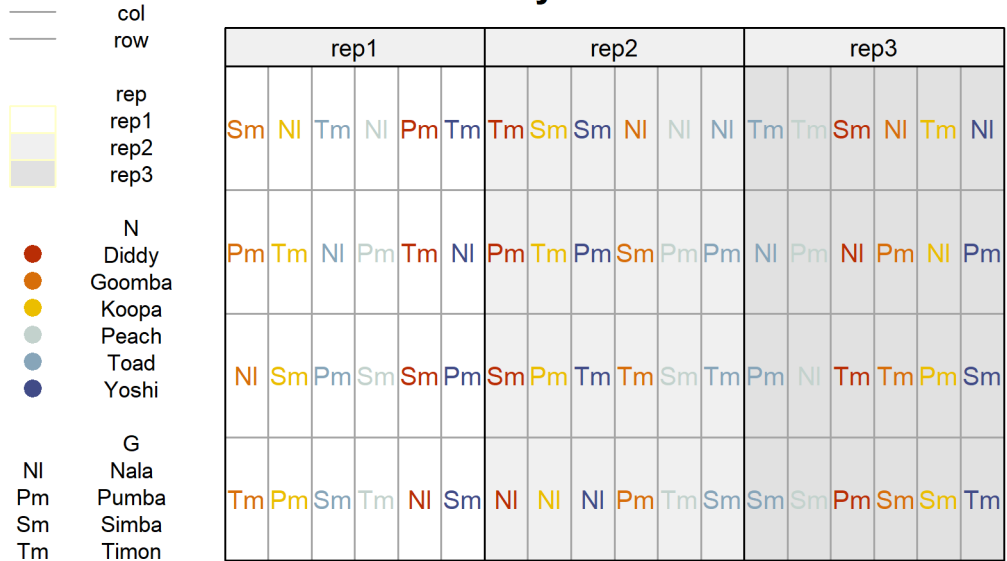 col
row
rep
rep1
rep2
rep3
N
Diddy
Goomba
Koopa
Peach
Toad
Yoshi
G
Nl Nala
Pm Pumba
Sm Simba
Tm Timon
rep1 rep2 rep3
Sm Nl Tm Nl Pm Tm Tm Sm Sm Nl Nl Nl Tm Tm Sm Nl Tm Nl
Pm Tm Nl Pm Tm Nl Pm Tm Pm Sm Pm Pm Nl Pm Nl Pm Nl Pm
Nl Sm Pm Sm Sm Pm Sm Pm Tm Tm Sm Tm Pm Nl Tm Tm Pm Sm
Tm Pm Sm Tm Nl Sm Nl Nl Nl Pm Tm Sm Sm Sm Pm Sm Sm Tm